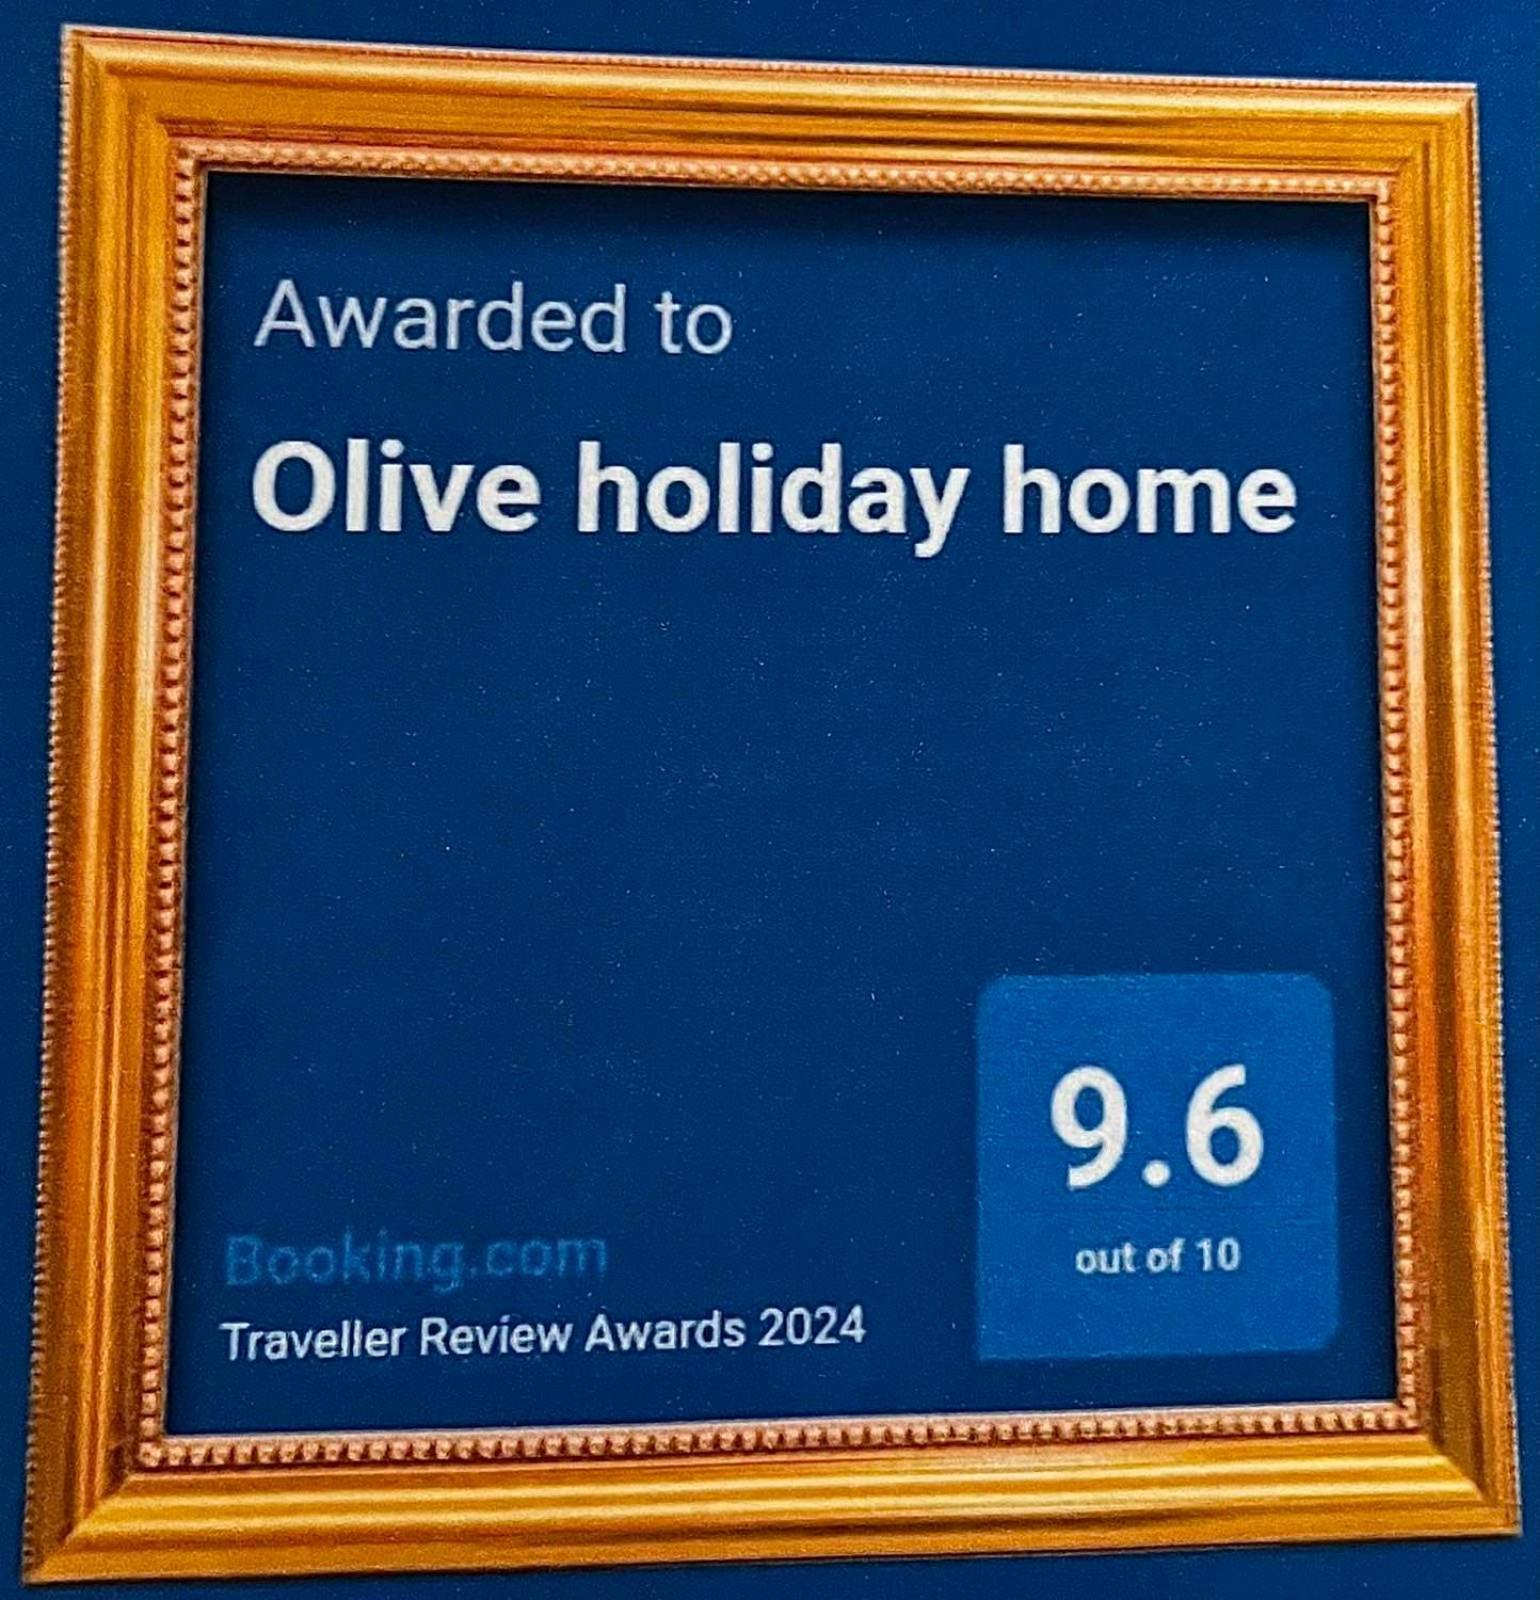 Awarded to
Olive holiday home
9.6
out of 10
Booking.com
Traveller Review Awards 2024